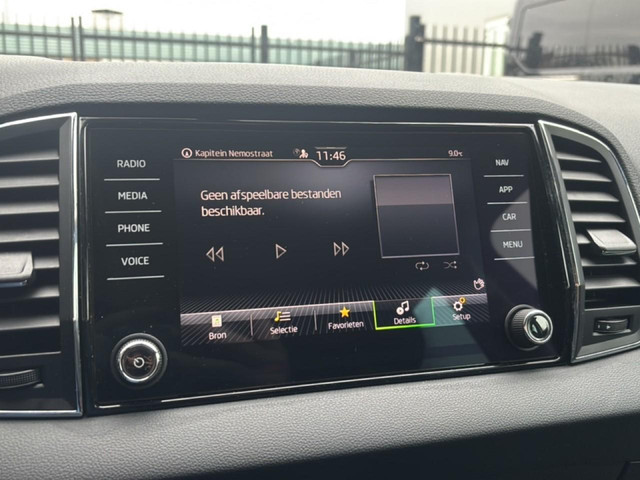 Kapitein Nemostraat 11:46 9.0°C
RADIO
MEDIA
PHONE
VOICE
Geen afspeelbare bestanden
beschikbaar.
NAV
APP
CAR
MENU
Bron Selectie Favorieten Details Setup